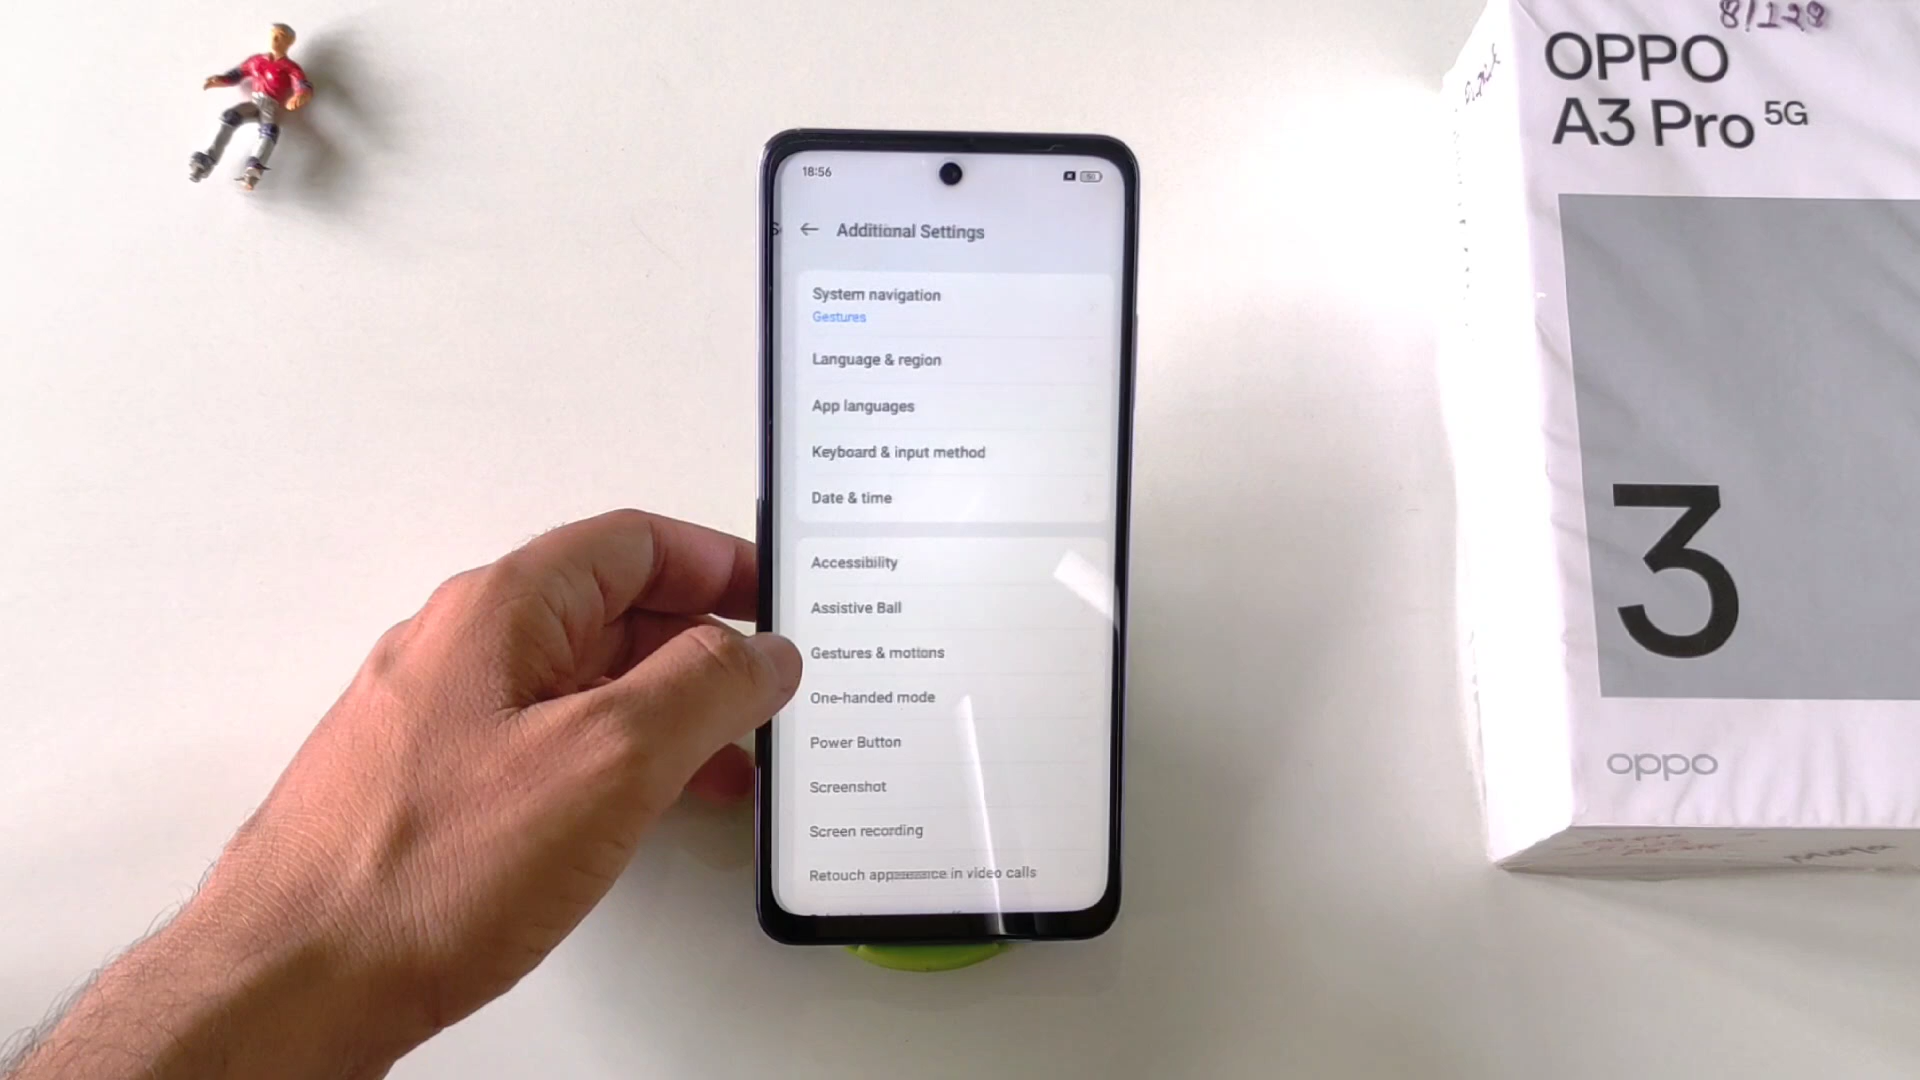 18:56
Additional Settings
System navigation
Gestures
Language & region
App languages
Keyboard & input method
Date & time
Accessibility
Assistive Ball
Gestures & motions
One-handed mode
Power Button
Screenshot
Screen recording
Retouch appearance in video calls
8/128
OPPO
A3 Pro 5G
3
oppo